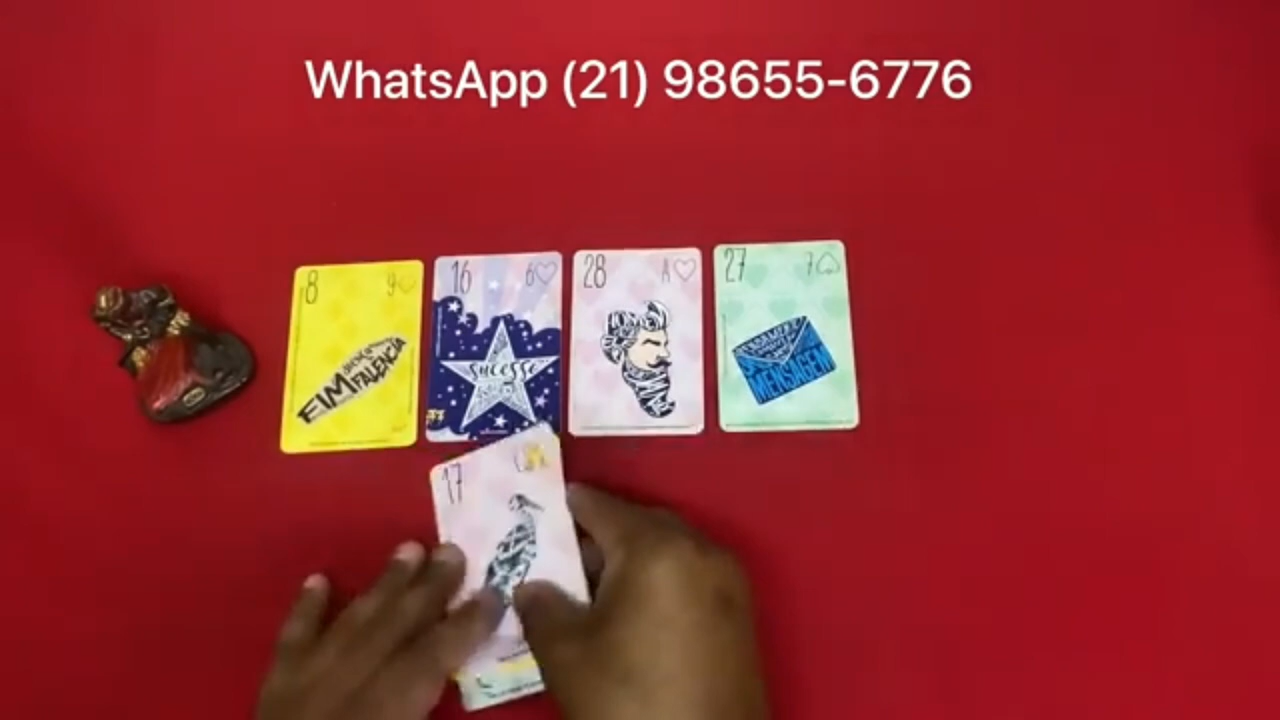 WhatsApp (21) 98655-6776
8
9
FIM
FALÊNCIA
16
6
sucesso
28
A
27
7
MENSAGEM
17